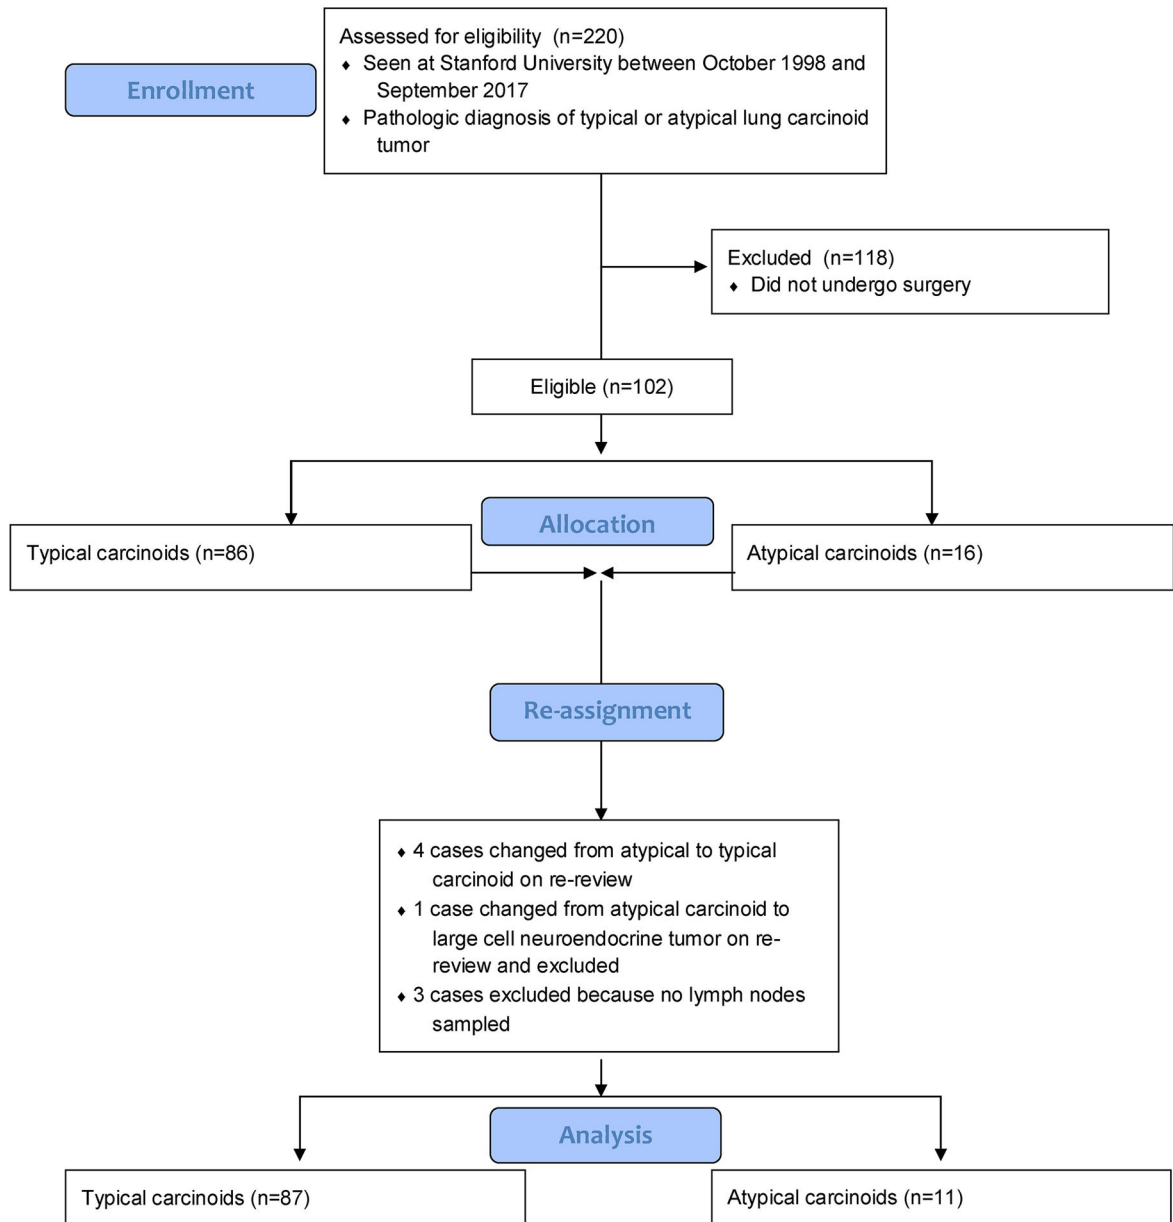 Assessed for eligibility (n=220)
♦ Seen at Stanford University between October 1998 and
September 2017
♦ Pathologic diagnosis of typical or atypical lung carcinoid
tumor
Enrollment
Excluded (n=118)
♦ Did not undergo surgery
Eligible (n=102)
Allocation
Typical carcinoids (n=86)
Atypical carcinoids (n=16)
Re-assignment
♦ 4 cases changed from atypical to typical
carcinoid on re-review
♦ 1 case changed from atypical carcinoid to
large cell neuroendocrine tumor on re-
review and excluded
♦ 3 cases excluded because no lymph nodes
sampled
Analysis
Typical carcinoids (n=87)
Atypical carcinoids (n=11)